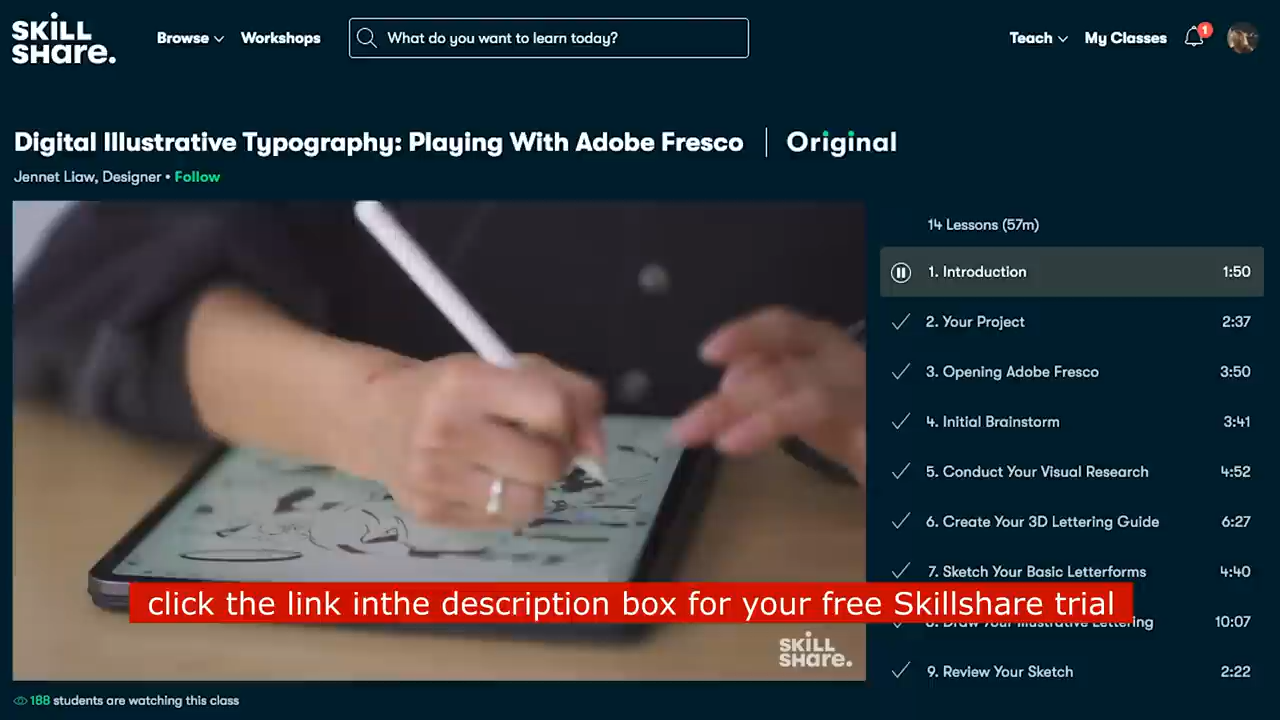 SKiLL
SHare.
Browse
Workshops
What do you want to learn today?
Teach
My Classes
1
Digital Illustrative Typography: Playing With Adobe Fresco | Original
Jennet Liaw, Designer • Follow
14 Lessons (57m)
1. Introduction 1:50
2. Your Project 2:37
3. Opening Adobe Fresco 3:50
4. Initial Brainstorm 3:41
5. Conduct Your Visual Research 4:52
6. Create Your 3D Lettering Guide 6:27
7. Sketch Your Basic Letterforms 4:40
click the link inthe description box for your free Skillshare trial
8. Draw Your Illustrative Lettering 10:07
SKiLL
SHare.
9. Review Your Sketch 2:22
188 students are watching this class